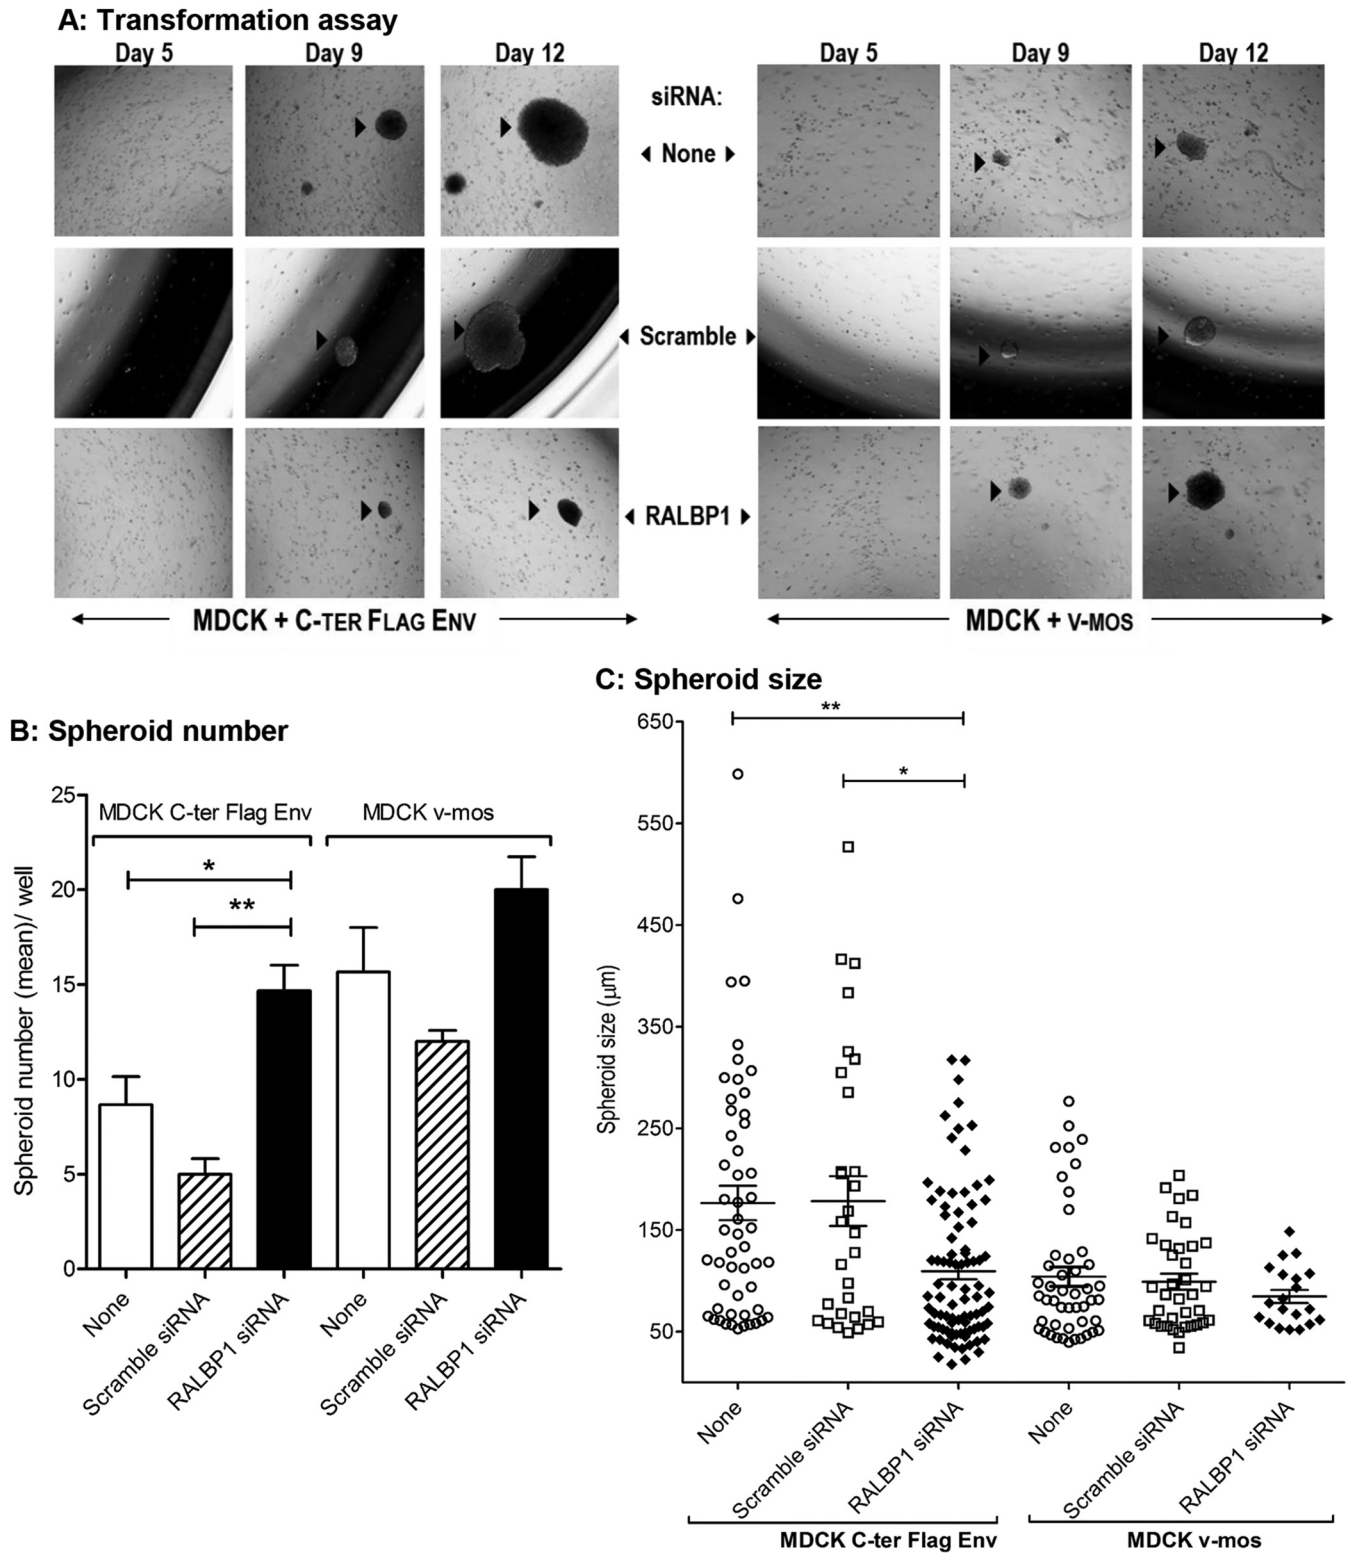 A: Transformation assay
Day 5 Day 9 Day 12 Day 5 Day 9 Day 12
siRNA:
None
Scramble
RALBP1
MDCK + C-TER FLAG ENV MDCK + V-MOS
C: Spheroid size
B: Spheroid number
Spheroid number (mean)/ well
25
20
15
10
5
0
MDCK C-ter Flag Env MDCK v-mos
*
**
None
Scramble siRNA
RALBP1 siRNA
None
Scramble siRNA
RALBP1 siRNA
Spheroid size (µm)
650
550
450
350
250
150
50
**
*
None
Scramble siRNA
RALBP1 siRNA
None
Scramble siRNA
RALBP1 siRNA
MDCK C-ter Flag Env MDCK v-mos